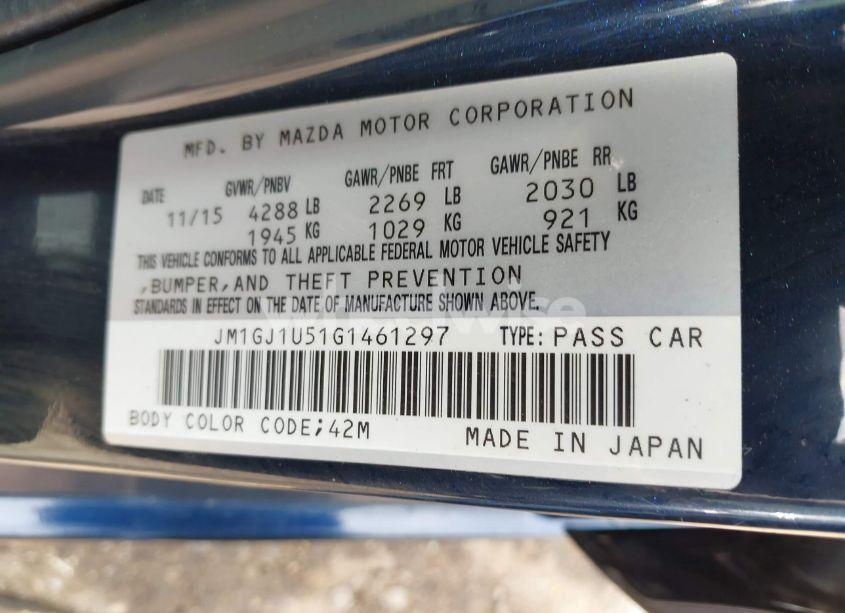 MFD. BY MAZDA MOTOR CORPORATION
DATE GVWR/PNBV GAWR/PNBE FRT GAWR/PNBE RR
11/15 4288 LB 2269 LB 2030 LB
1945 KG 1029 KG 921 KG
THIS VEHICLE CONFORMS TO ALL APPLICABLE FEDERAL MOTOR VEHICLE SAFETY
,BUMPER,AND THEFT PREVENTION
STANDARDS IN EFFECT ON THE DATE OF MANUFACTURE SHOWN ABOVE.
JM1GJ1U51G1461297 TYPE: PASS CAR
BODY COLOR CODE;42M MADE IN JAPAN